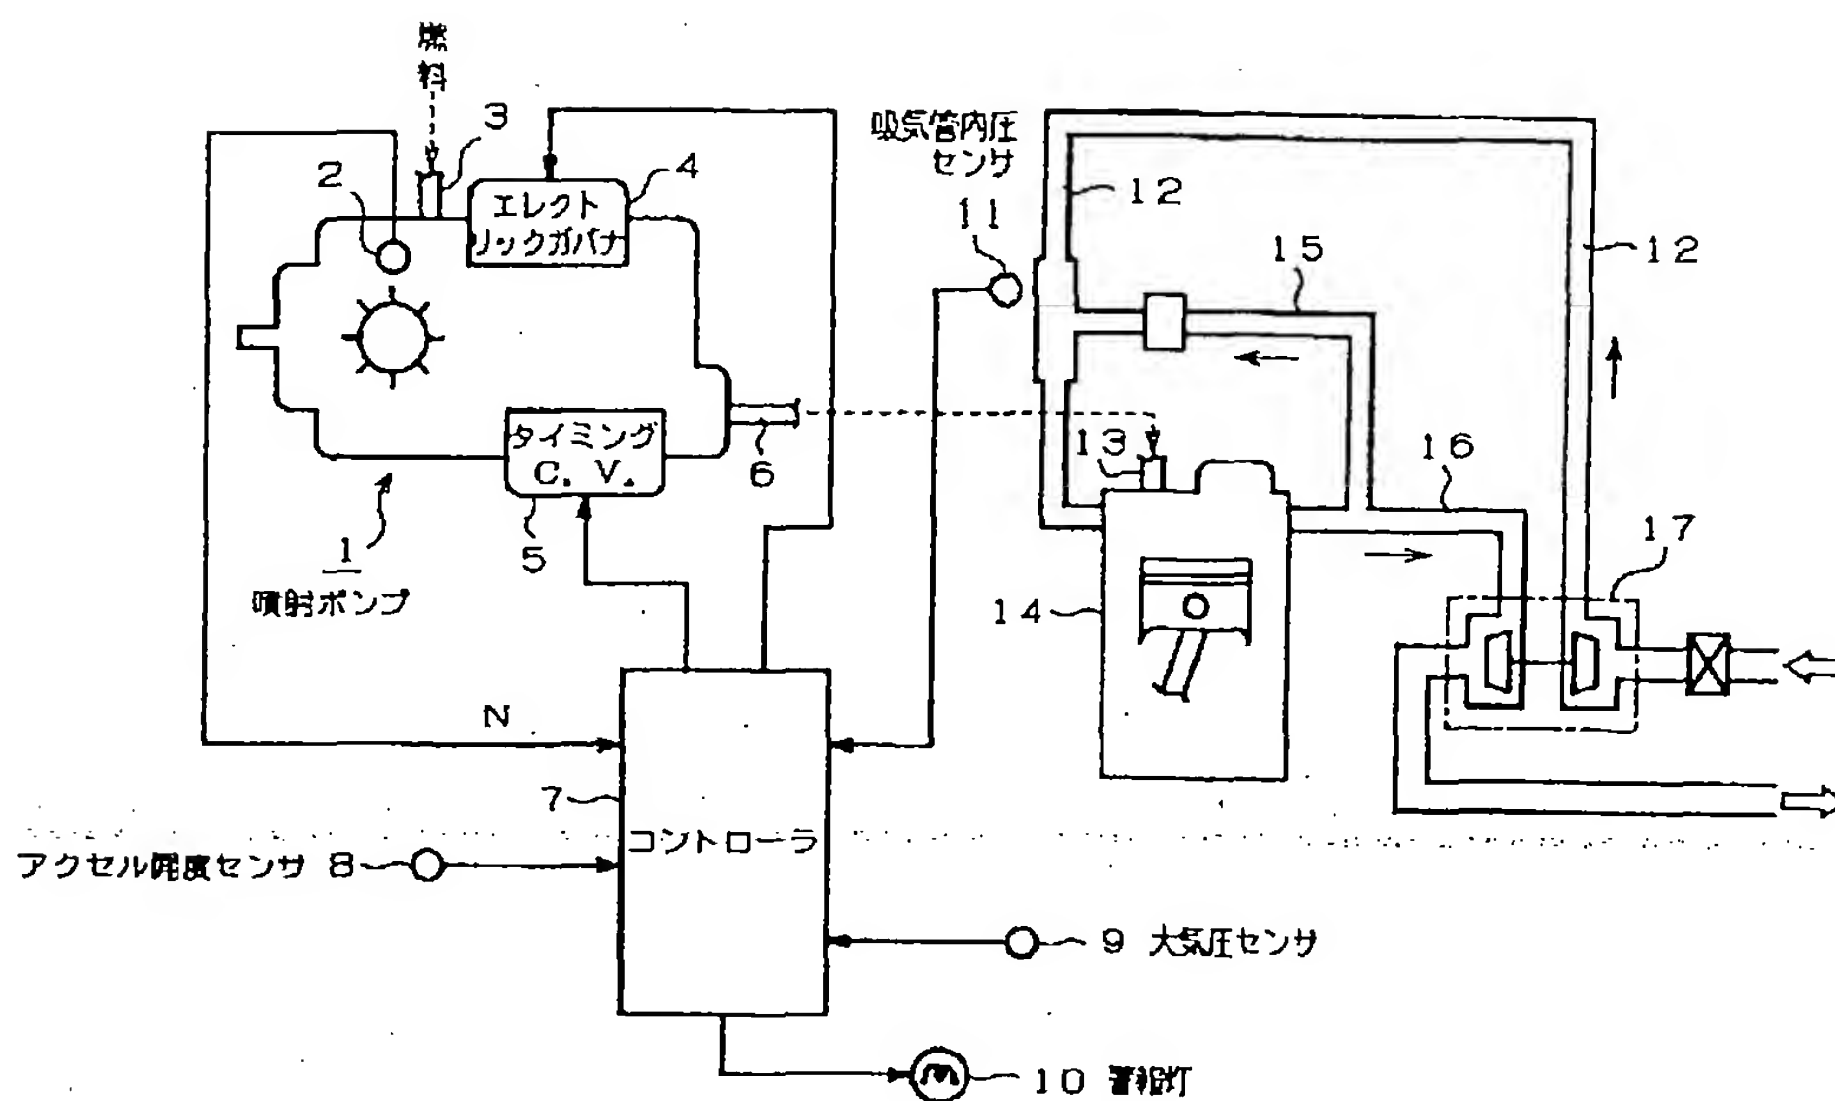 燃
料
3
2
エレクト
リックガバナ
4
吸気管内圧
センサ
11
12
12
15
タイミング
C. V.
6
5
13
16
1
噴射ポンプ
14
17
N
7
コントローラ
アクセル開度センサ 8
9 大気圧センサ
10 警報灯